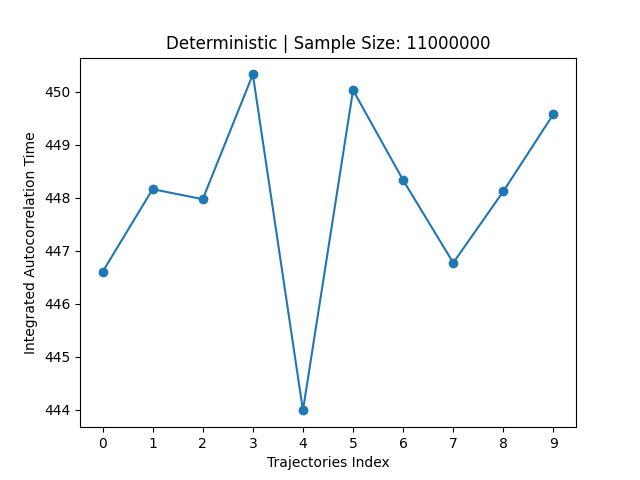 Deterministic | Sample Size: 11000000
Integrated Autocorrelation Time
450
449
448
447
446
445
444
0 1 2 3 4 5 6 7 8 9
Trajectories Index